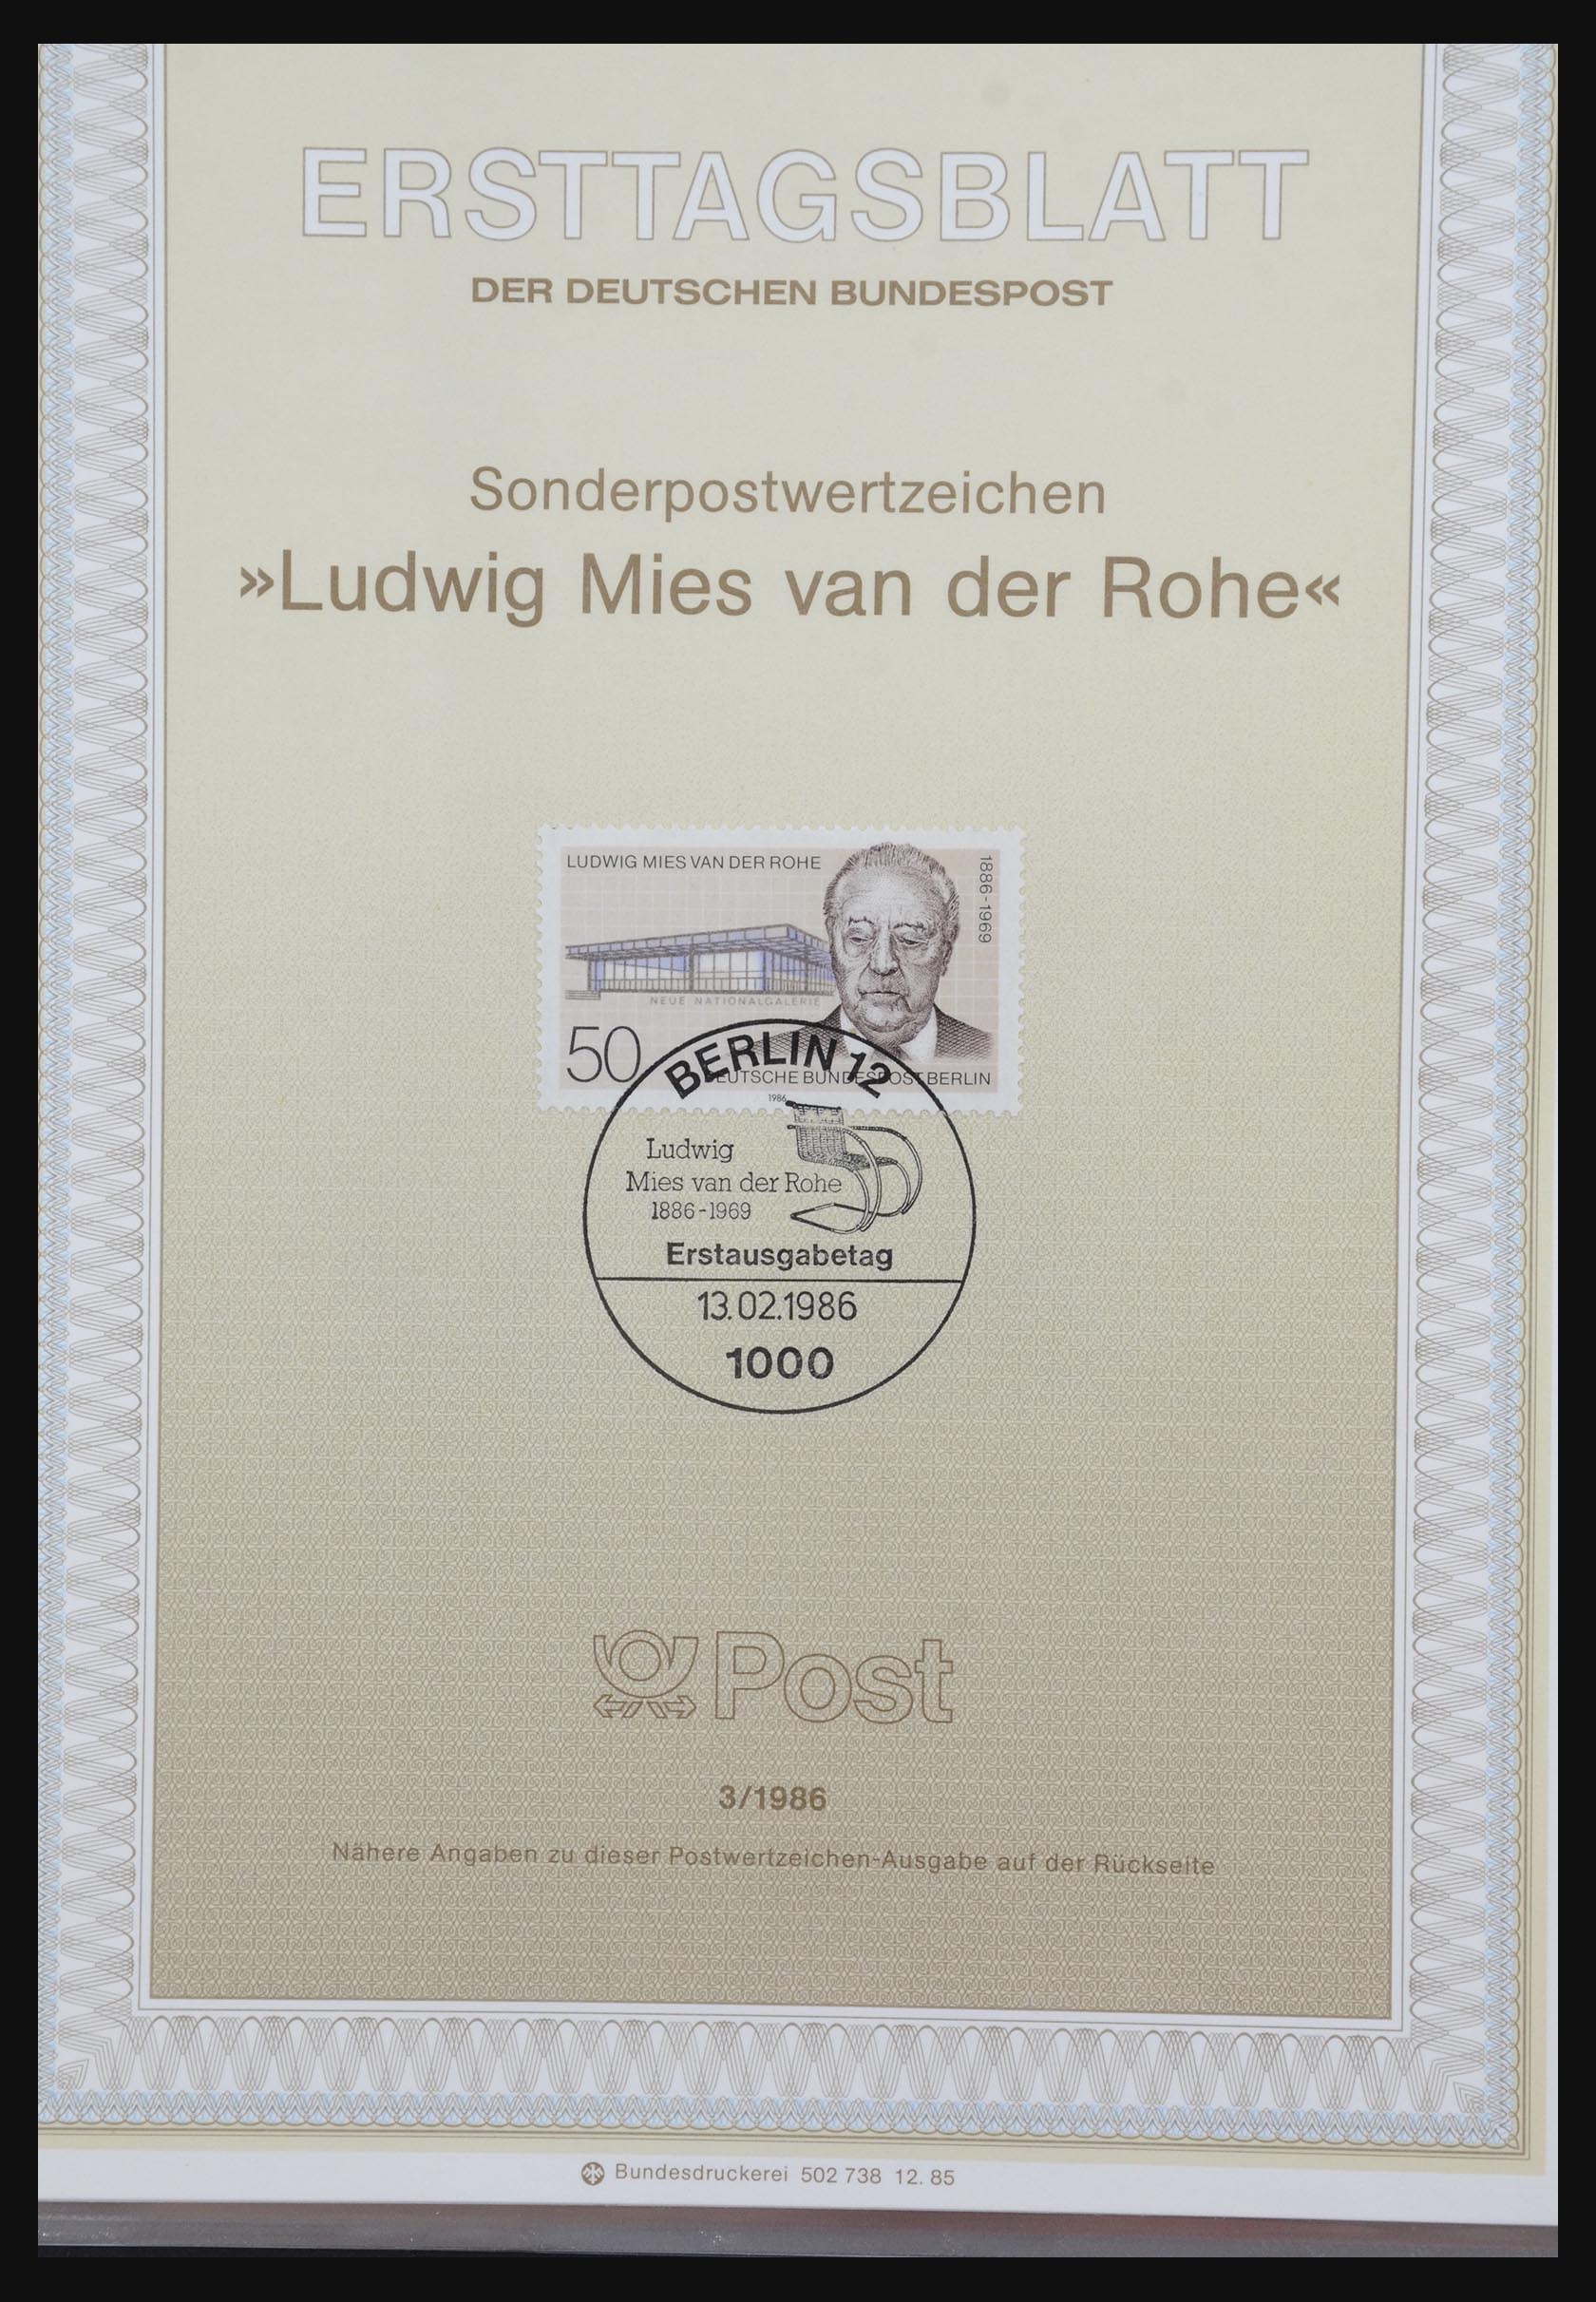 ERSTTAGSBLATT
DER DEUTSCHEN BUNDESPOST
Sonderpostwertzeichen
»Ludwig Mies van der Rohe«
LUDWIG MIES VAN DER ROHE
1886-1969
NEUE NATIONALGALERIE
50
DEUTSCHE BUNDESPOST BERLIN
1986
BERLIN 12
Ludwig
Mies van der Rohe
1886-1969
Erstausgabetag
13.02.1986
1000
Post
3/1986
Nähere Angaben zu dieser Postwertzeichen-Ausgabe auf der Rückseite
Bundesdruckerei 502 738 12. 85